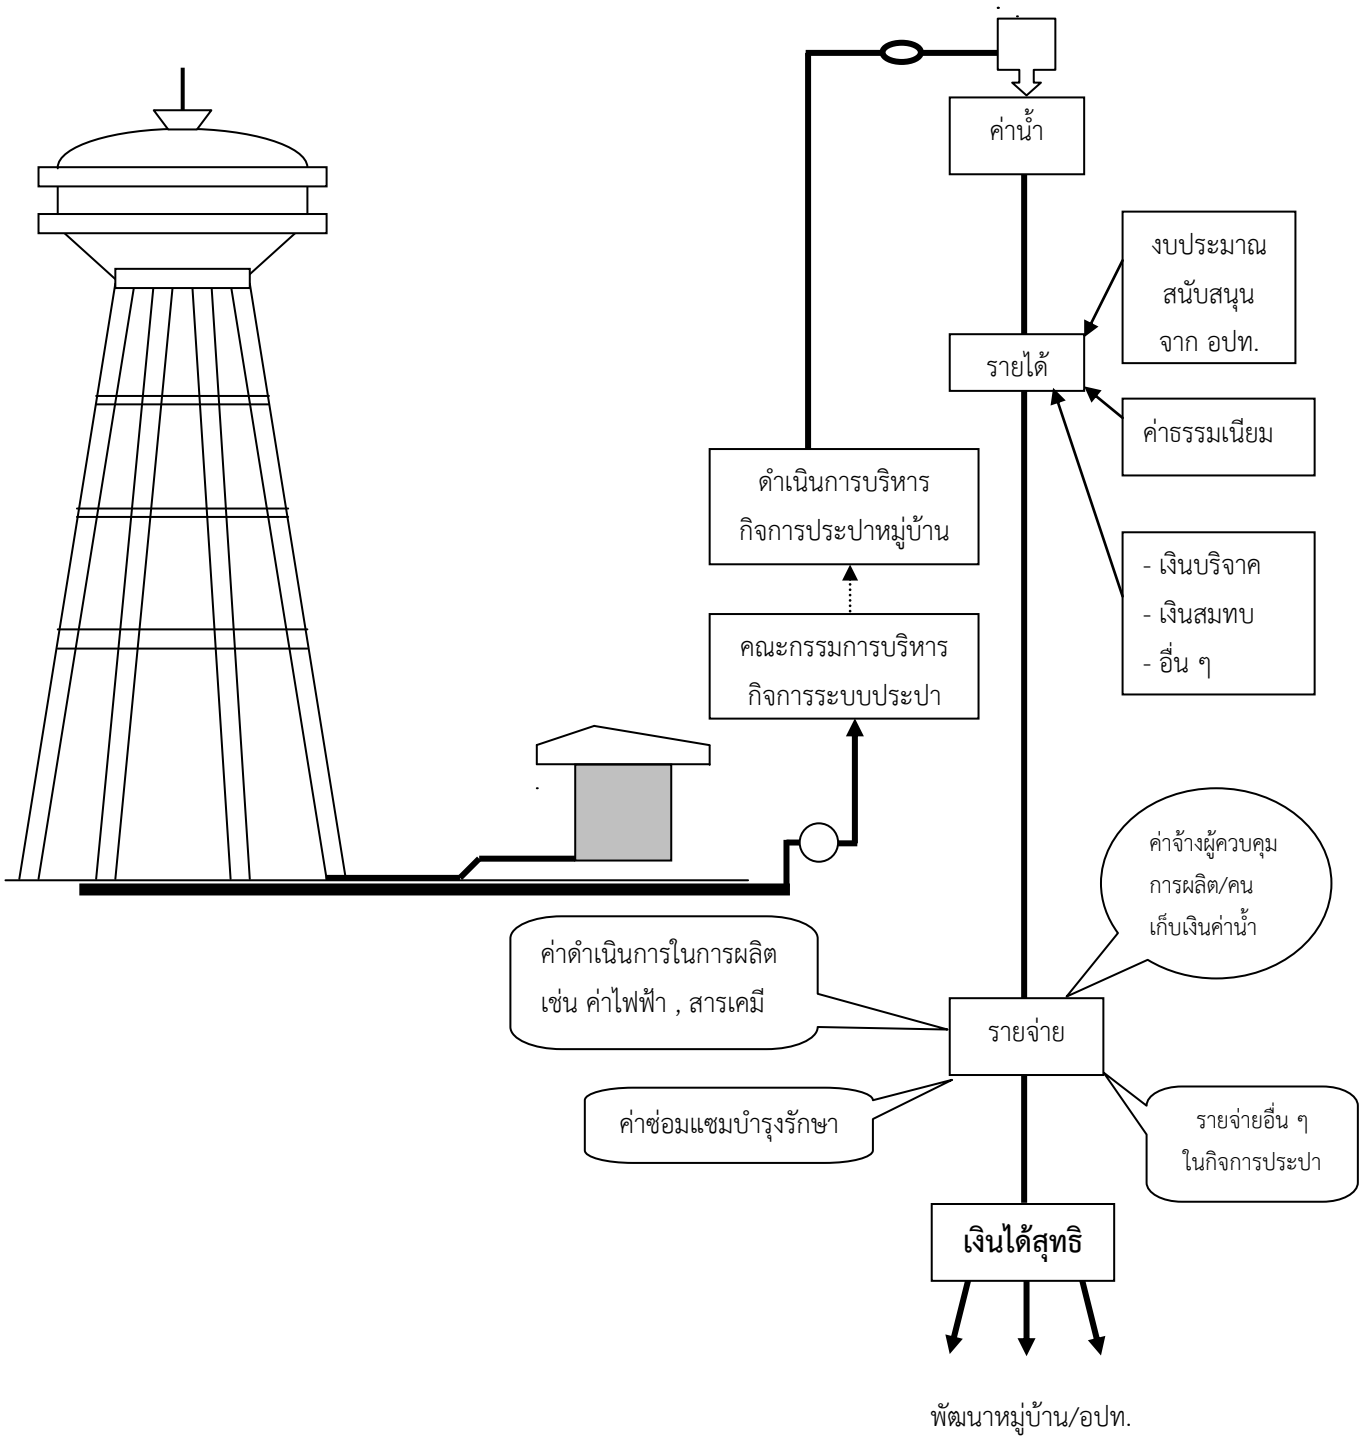 ค่าน้ำ
งบประมาณ
สนับสนุน
จาก อปท.
รายได้
ค่าธรรมเนียม
ดำเนินการบริหาร
กิจการประปาหมู่บ้าน
- เงินบริจาค
- เงินสมทบ
- อื่น ๆ
คณะกรรมการบริหาร
กิจการระบบประปา
ค่าจ้างผู้ควบคุม
การผลิต/คน
เก็บเงินค่าน้ำ
ค่าดำเนินการในการผลิต
เช่น ค่าไฟฟ้า , สารเคมี
รายจ่าย
ค่าซ่อมแซมบำรุงรักษา
รายจ่ายอื่น ๆ
ในกิจการประปา
เงินได้สุทธิ
พัฒนาหมู่บ้าน/อปท.